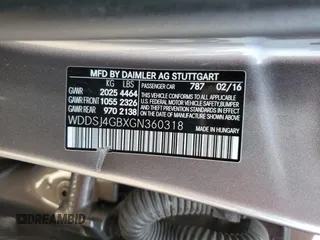 MFD BY DAIMLER AG STUTTGART
KG LBS PASSENGER CAR 787 02/16
GVWR 2025 4464 THIS VEHICLE CONFORMS TO ALL APPLICABLE
GAWR FRONT 1055 2326 U.S. FEDERAL MOTOR VEHICLE SAFETY, BUMPER,
GAWR REAR 970 2138 AND THEFT PREVENTION STANDARDS IN EFFECT ON THE DATE OF MANUFACTURE SHOWN ABOVE.
WDDSJ4GBXGN360318 MADE IN HUNGARY
DREAMBID